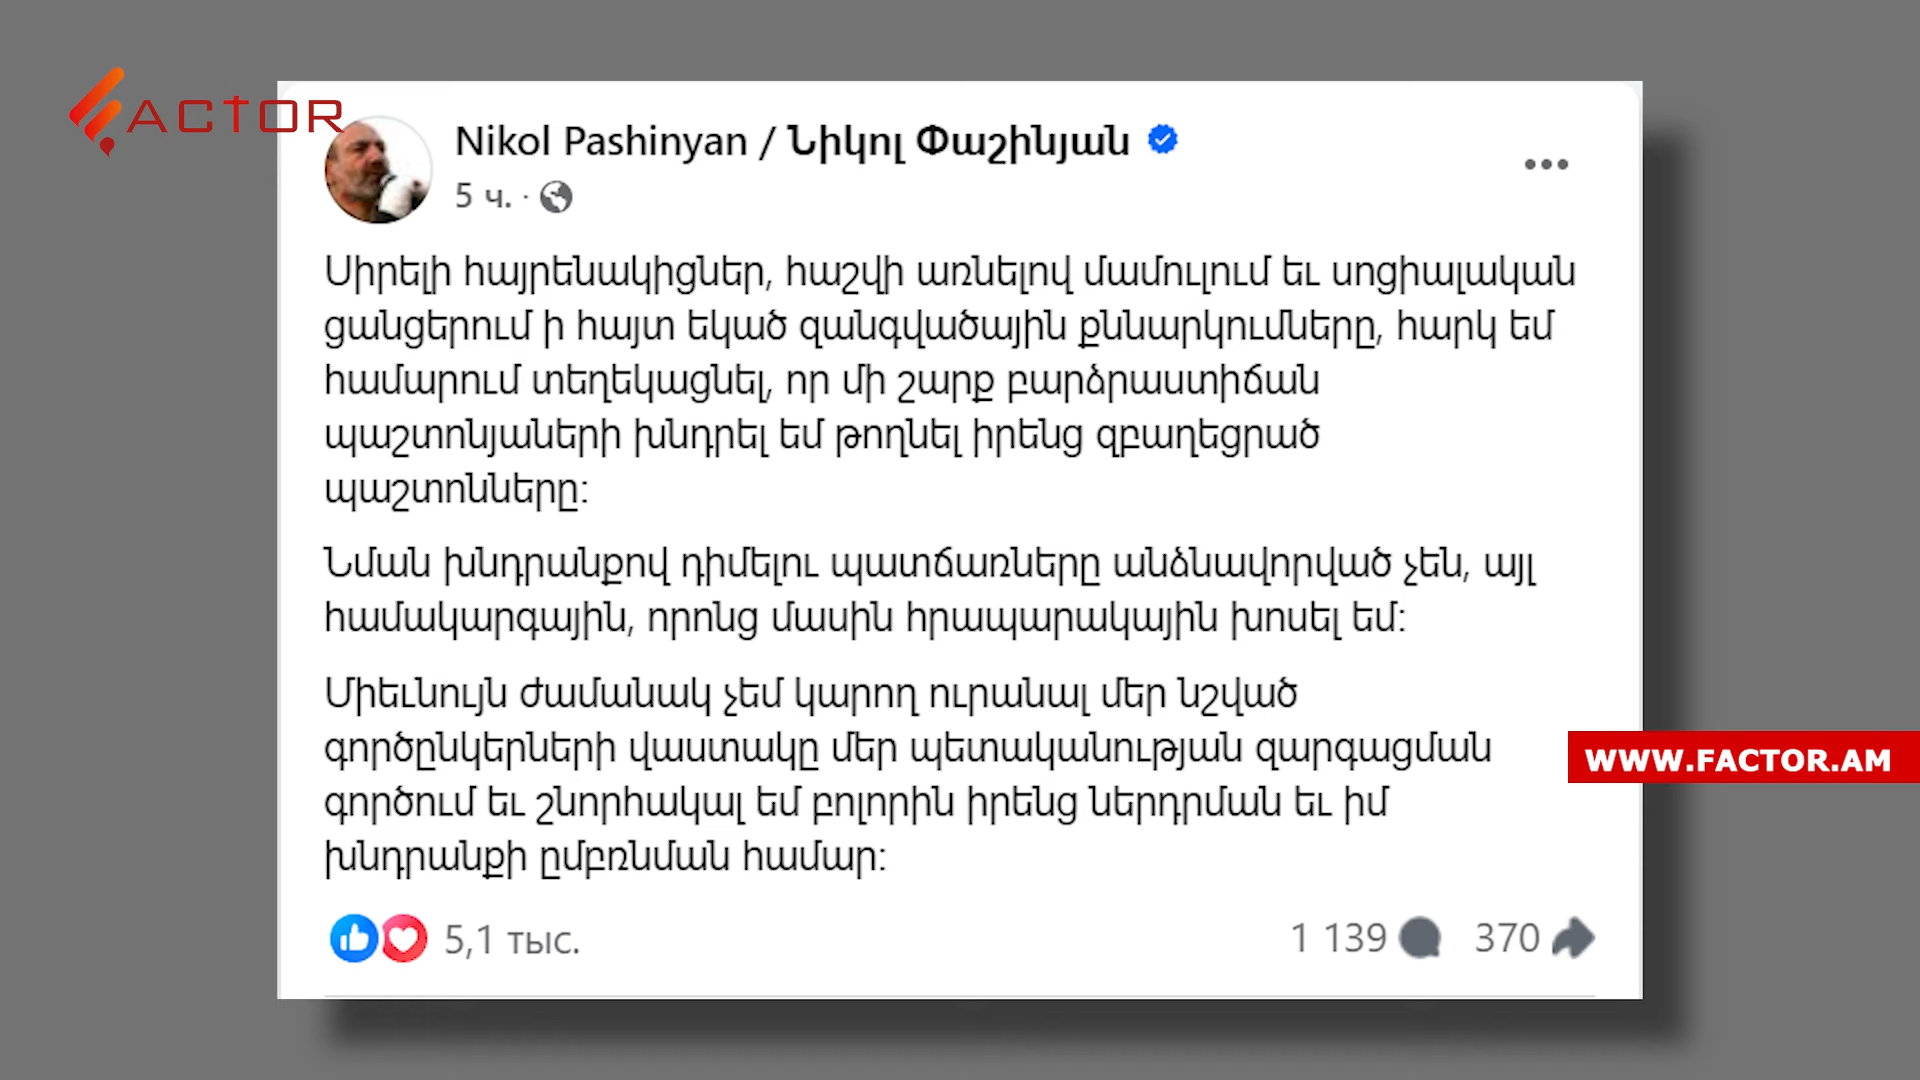 ACTOR
Nikol Pashinyan / Նիկոլ Փաշինյան
5 ч. ·
Սիրելի հայրենակիցներ, հաշվի առնելով մամուլում եւ սոցիալական
ցանցերում ի հայտ եկած զանգվածային քննարկումները, հարկ եմ
համարում տեղեկացնել, որ մի շարք բարձրաստիճան
պաշտոնյաների խնդրել եմ թողնել իրենց զբաղեցրած
պաշտոնները։
Նման խնդրանքով դիմելու պատճառները անձնավորված չեն, այլ
համակարգային, որոնց մասին հրապարակային խոսել եմ։
Միեւնույն ժամանակ չեմ կարող ուրանալ մեր նշված
գործընկերների վաստակը մեր պետականության զարգացման
գործում եւ շնորհակալ եմ բոլորին իրենց ներդրման եւ իմ
խնդրանքի ըմբռնման համար։
WWW.FACTOR.AM
5,1 тыс.
1 139
370